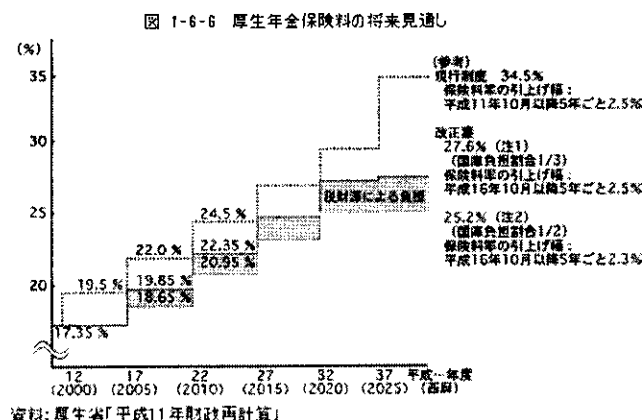 図 1-6-6 厚生年金保険料の将来見通し
(%)
35
30
25
20
19.5 %
22.0 %
24.5 %
17.35 %
19.85 %
18.65 %
22.35 %
20.95 %
税財源による負担
(参考)
現行制度 34.5%
保険料率の引上げ幅:
平成11年10月以降5年ごと2.5%
改正案
27.6% (注1)
(国庫負担割合1/3)
保険料率の引上げ幅:
平成16年10月以降5年ごと2.5%
25.2% (注2)
(国庫負担割合1/2)
保険料率の引上げ幅:
平成16年10月以降5年ごと2.3%
12 17 22 27 32 37 平成…年度
(2000) (2005) (2010) (2015) (2020) (2025) (西暦)
資料: 厚生省「平成11年財政再計算」